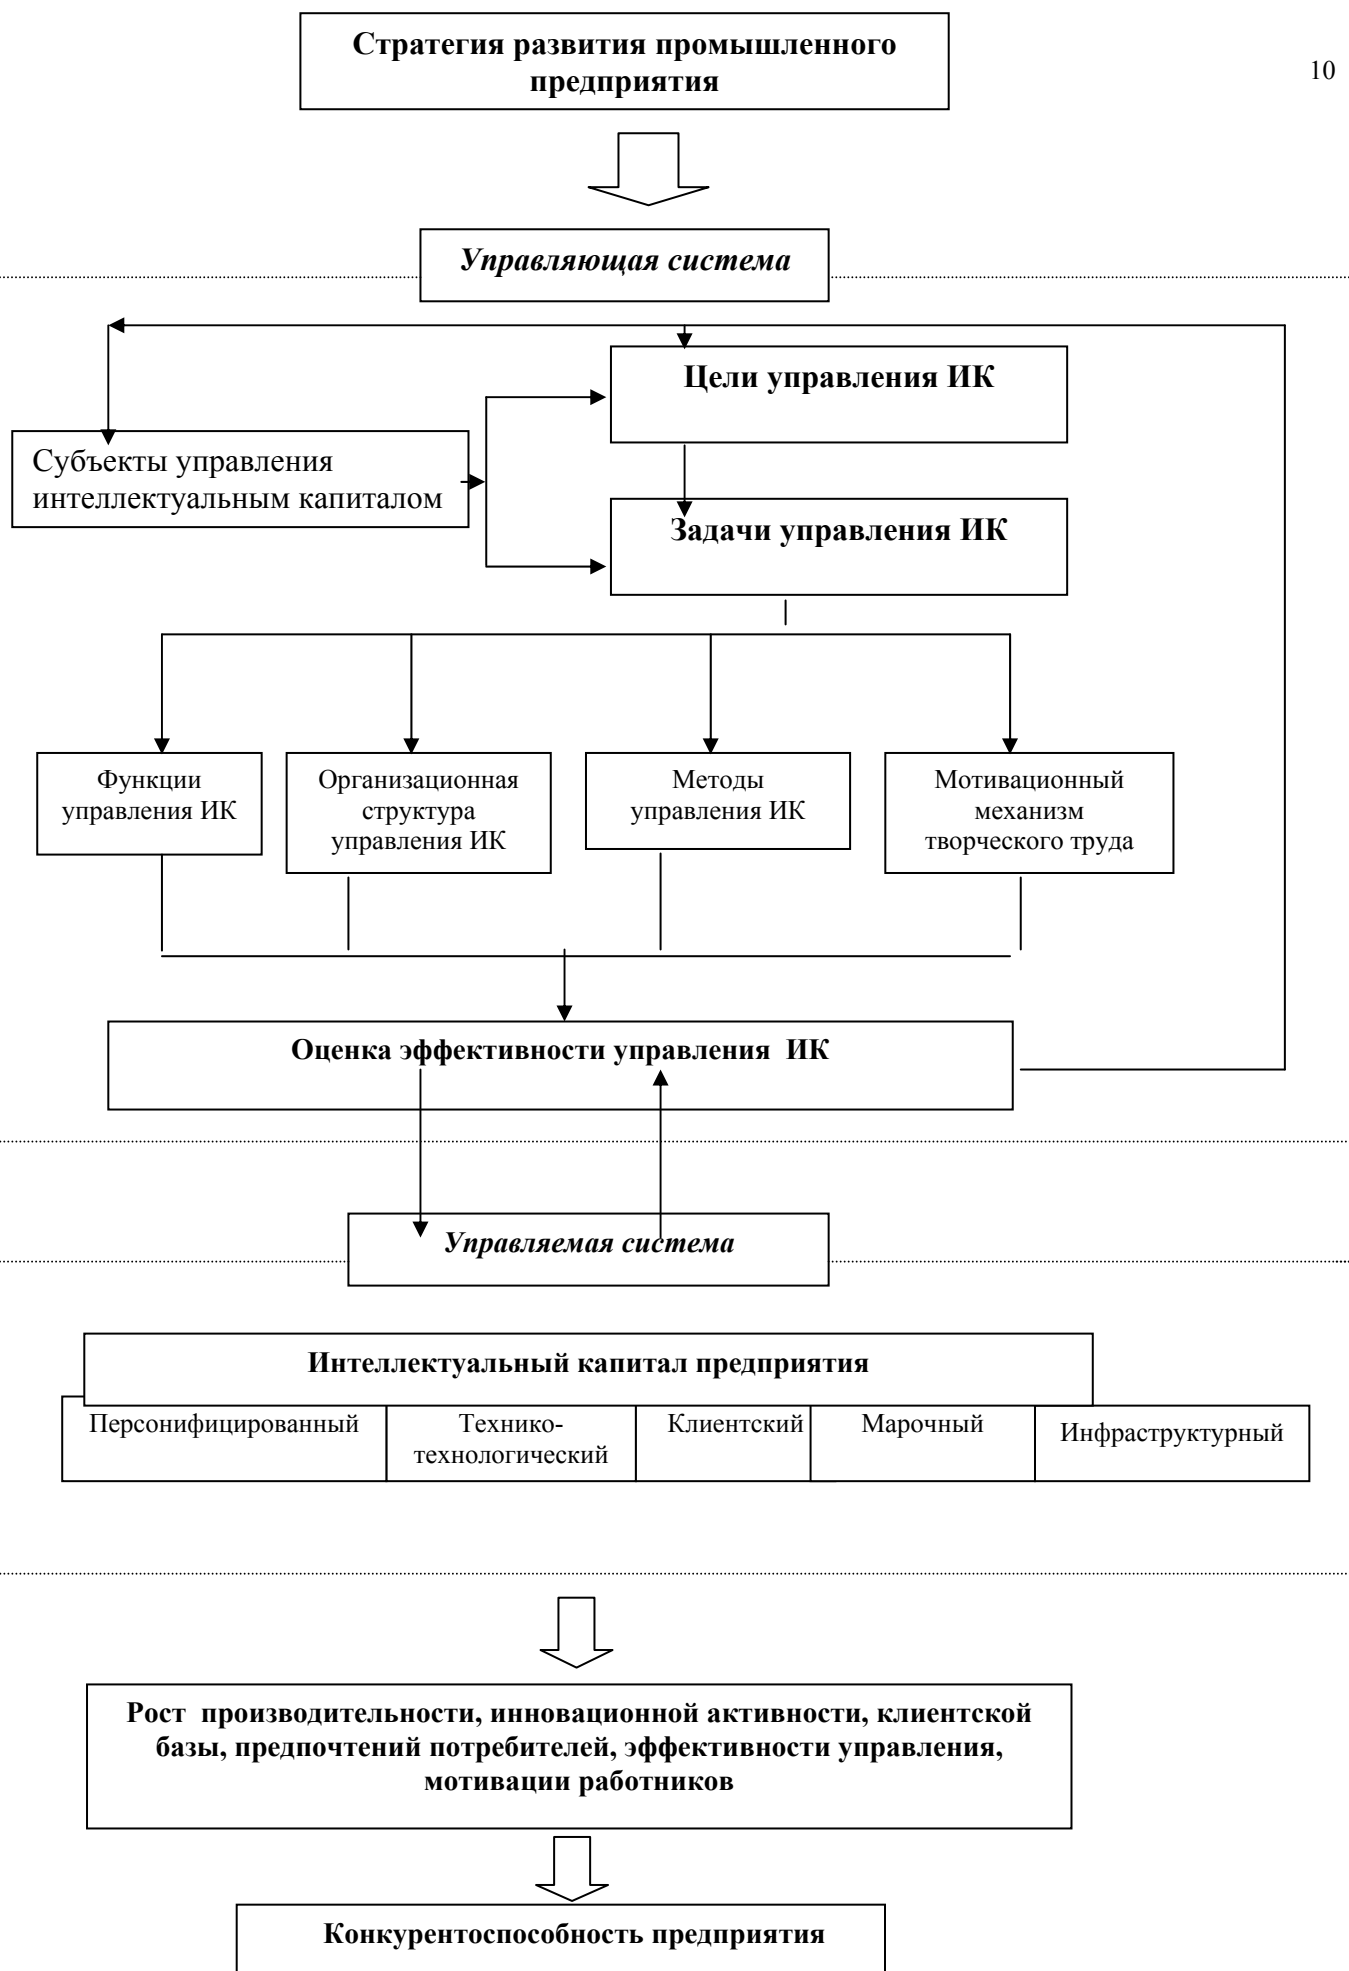 Стратегия развития промышленного
предприятия
10
Управляющая система
Цели управления ИК
Субъекты управления
интеллектуальным капиталом
Задачи управления ИК
Функции
управления ИК
Организационная
структура
управления ИК
Методы
управления ИК
Мотивационный
механизм
творческого труда
Оценка эффективности управления  ИК
Управляемая система
Интеллектуальный капитал предприятия
Персонифицированный
Технико-
технологический
Клиентский
Марочный
Инфраструктурный
Рост  производительности, инновационной активности, клиентской
базы, предпочтений потребителей, эффективности управления,
мотивации работников
Конкурентоспособность предприятия